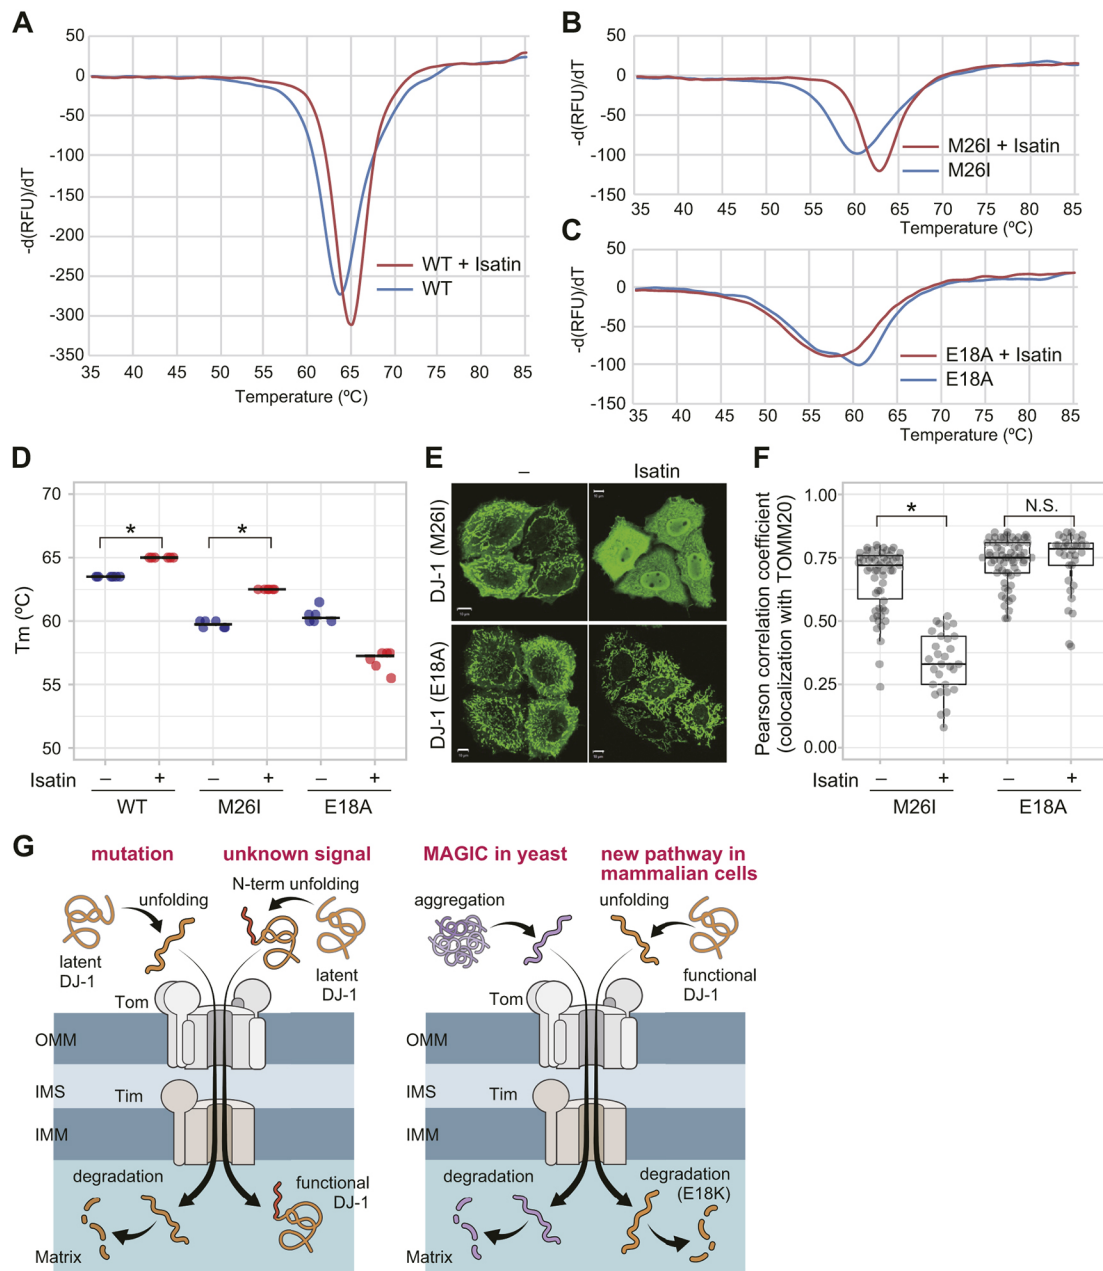 A
50
0
-50
-100
-150
-200
-250
-300
-350
-d(RFU)/dT
WT + Isatin
WT
35 40 45 50 55 60 65 70 75 80 85
Temperature (ºC)
B
50
0
-50
-100
-150
-d(RFU)/dT
M26I + Isatin
M26I
35 40 45 50 55 60 65 70 75 80 85
Temperature (ºC)
C
50
0
-50
-100
-150
-d(RFU)/dT
E18A + Isatin
E18A
35 40 45 50 55 60 65 70 75 80 85
Temperature (ºC)
D
70
65
60
55
50
Tm (ºC)
* *
Isatin – + – + – +
WT M26I E18A
E
– Isatin
DJ-1 (M26I)
DJ-1 (E18A)
F
1.00
0.75
0.50
0.25
0.00
Pearson correlation coefficient
(colocalization with TOMM20)
* N.S.
Isatin – + – +
M26I E18A
G
mutation
unknown signal
unfolding
N-term unfolding
latent
DJ-1
latent
DJ-1
Tom
OMM
IMS
Tim
IMM
degradation
functional
DJ-1
Matrix
MAGIC in yeast
new pathway in
mammalian cells
aggregation
unfolding
functional
DJ-1
Tom
OMM
IMS
Tim
IMM
degradation
degradation
(E18K)
Matrix